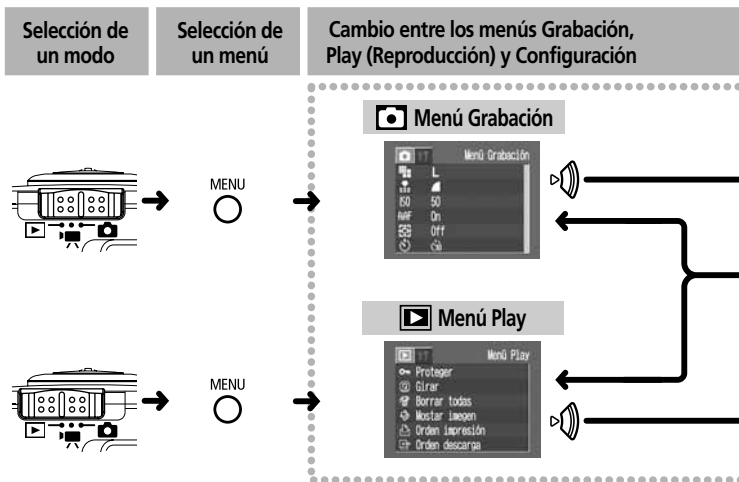 Selección de
un modo
Selección de
un menú
Cambio entre los menús Grabación,
Play (Reproducción) y Configuración
Menú Grabación
Menú Grabación
L
ISO 50
AAF On
Off
MENU
Menú Play
Menú Play
Proteger
Girar
Borrar todas
Mostar imegen
Orden impresión
Orden descarga
MENU